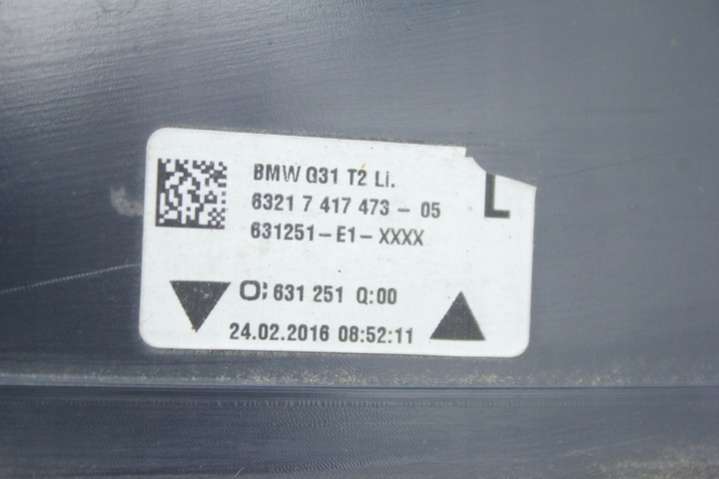 BMW G31 T2 Li.
6321 7 417 473 - 05
L
631251-E1-XXXX
631 251 Q:00
24.02.2016 08:52:11